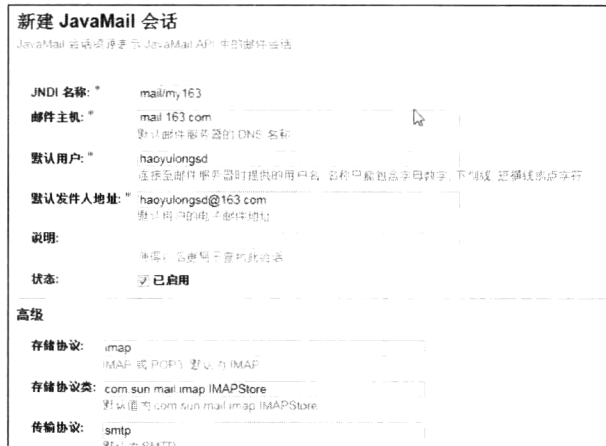 新建 JavaMail 会话
JavaMail 会话资源表示 JavaMail API 中的邮件会话
JNDI 名称: * mail/my163
邮件主机: * mail.163.com
默认邮件服务器的 DNS 名称
默认用户: * haoyulongsd
连接至邮件服务器时提供的用户名, 名称只能包含字母数字, 下划线, 短横线或点字符
默认发件人地址: * haoyulongsd@163.com
默认用户的电子邮件地址
说明:
状态: 已启用
高级
存储协议: imap
IMAP 或 POP3. 默认为 IMAP
存储协议类: com.sun.mail.imap.IMAPStore
默认值为 com.sun.mail.imap.IMAPStore
传输协议: smtp
默认为 SMTP